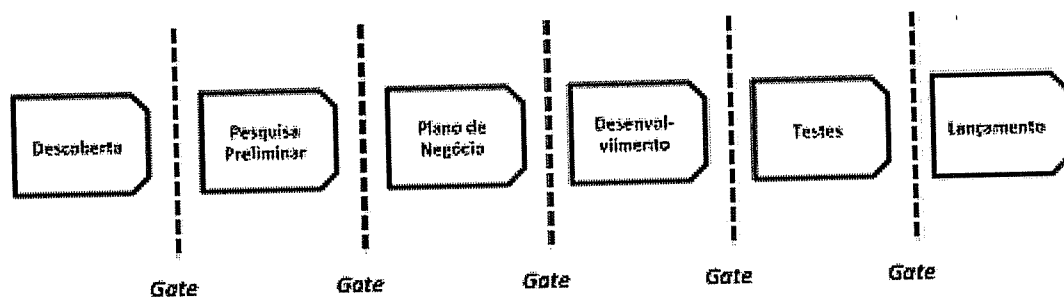 Descoberta
Pesquisa
Preliminar
Plano de
Negócio
Desenvol-
vimento
Testes
Lançamento
Gate
Gate
Gate
Gate
Gate